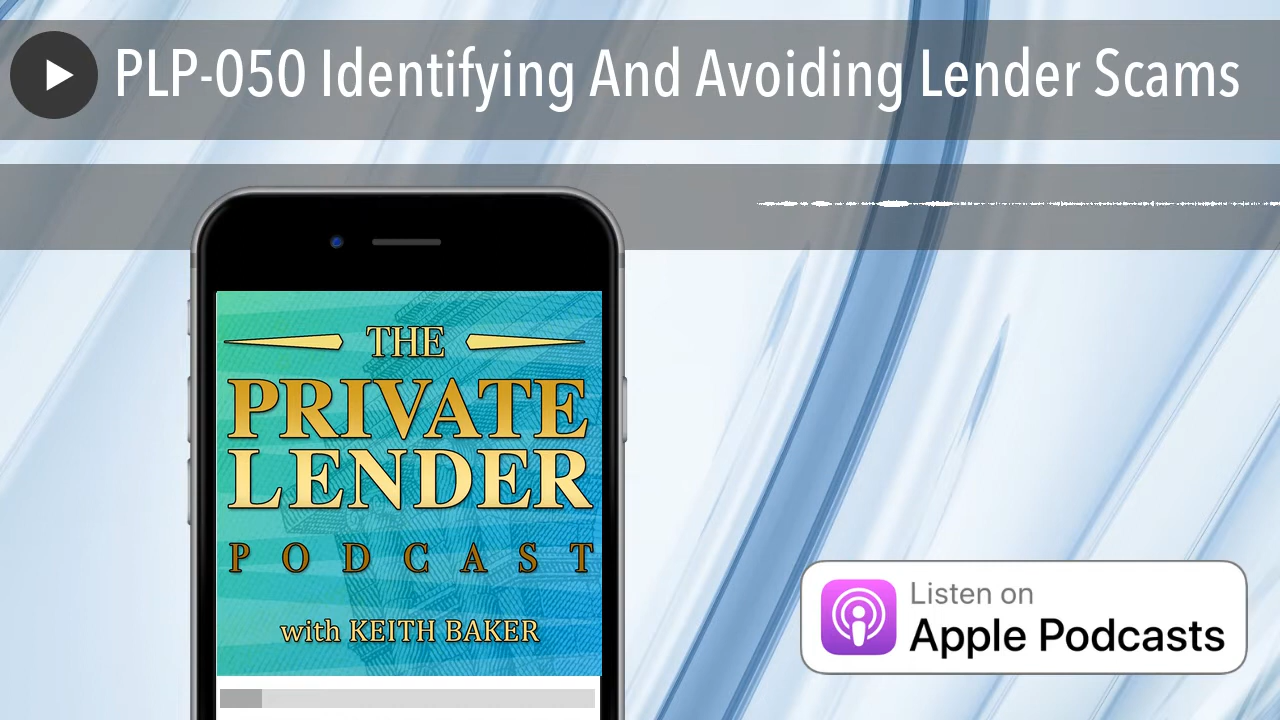 PLP-050 Identifying And Avoiding Lender Scams
THE
PRIVATE
LENDER
PODCAST
with KEITH BAKER
Listen on
Apple Podcasts